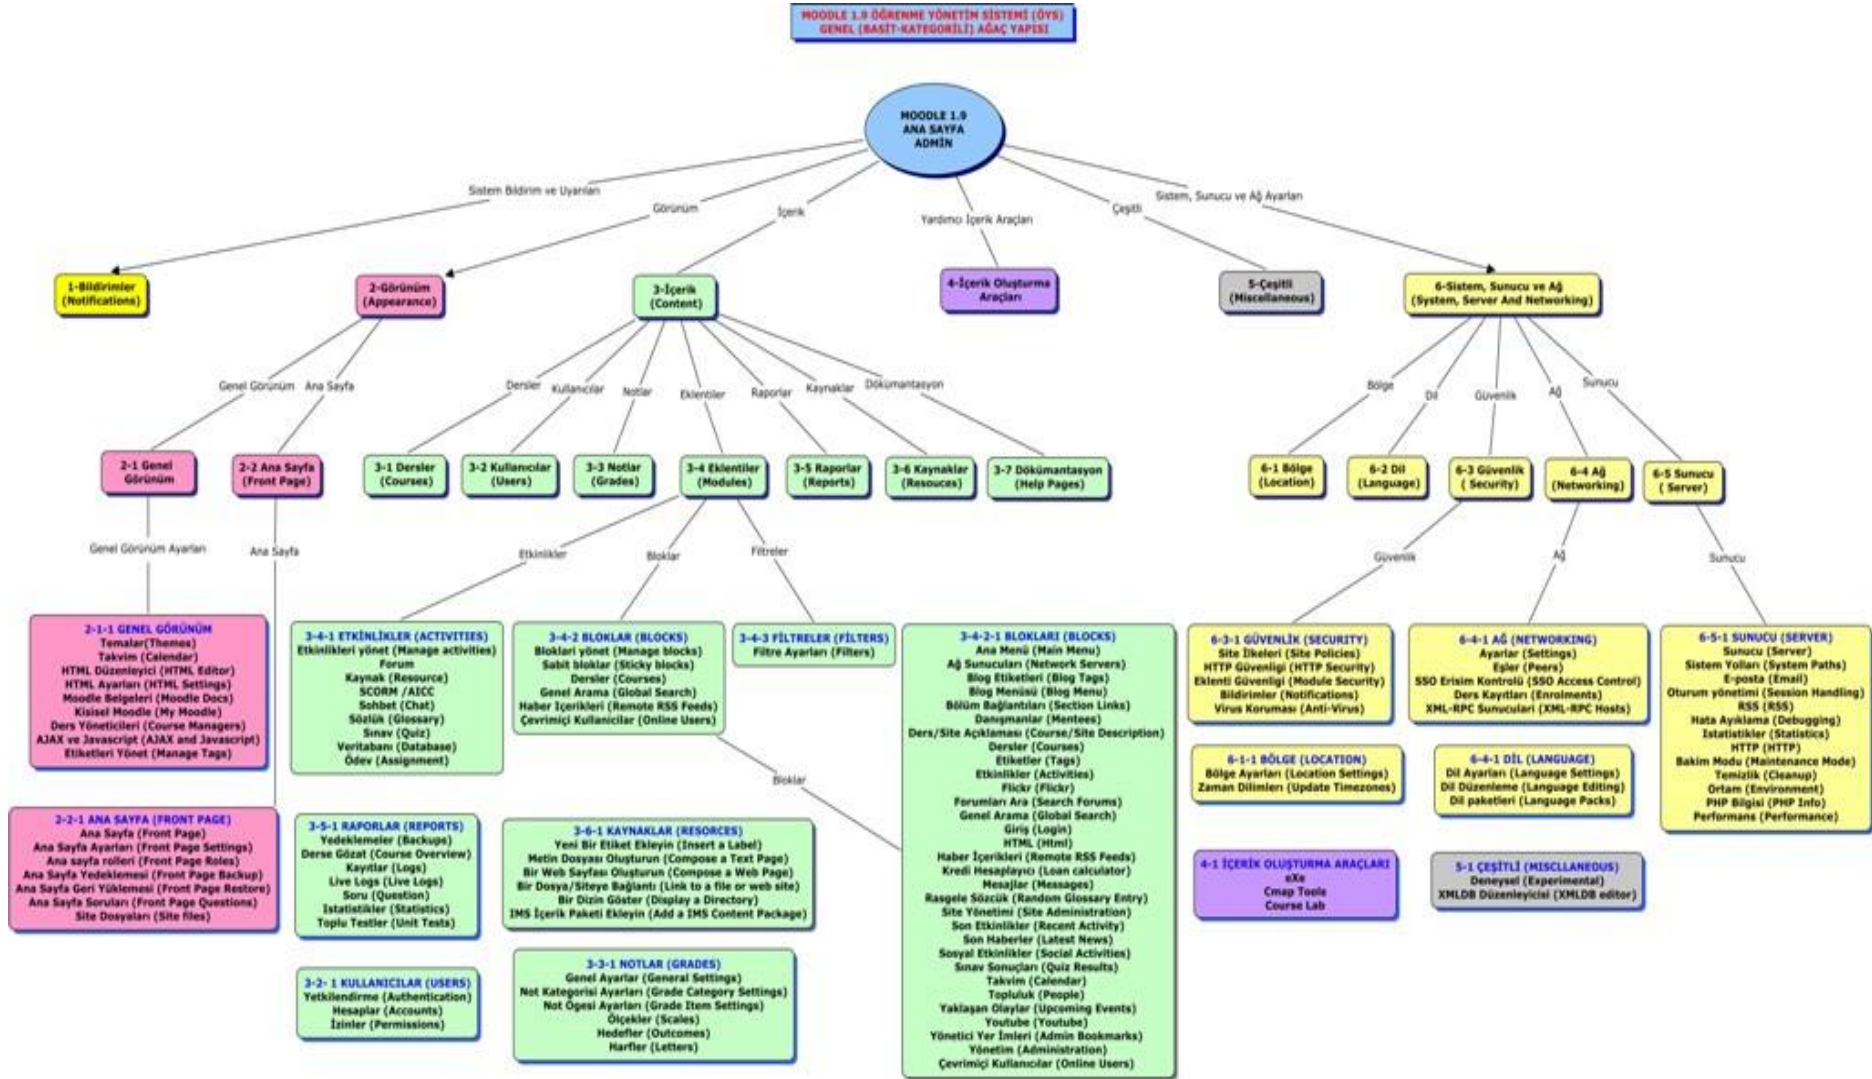 MOODLE 1.9 ÖĞRENME YÖNETİM SİSTEMİ (ÖYS)
GENEL (BASİT-KATEGORİLİ) AĞAÇ YAPISI
MOODLE 1.9
ANA SAYFA
ADMİN
Sistem Bildirim ve Uyarıları
Görünüm
İçerik
Yardımcı İçerik Araçları
Çeşitli
Sistem, Sunucu ve Ağ Ayarları
1-Bildirimler
(Notifications)
2-Görünüm
(Appearance)
3-İçerik
(Content)
4-İçerik Oluşturma
Araçları
5-Çeşitli
(Miscellaneous)
6-Sistem, Sunucu ve Ağ
(System, Server And Networking)
Genel Görünüm
Ana Sayfa
Dersler
Kullanıcılar
Notlar
Eklentiler
Raporlar
Kaynaklar
Dökümantasyon
Bölge
Dil
Güvenlik
Ağ
Sunucu
2-1 Genel
Görünüm
2-2 Ana Sayfa
(Front Page)
3-1 Dersler
(Courses)
3-2 Kullanıcılar
(Users)
3-3 Notlar
(Grades)
3-4 Eklentiler
(Modules)
3-5 Raporlar
(Reports)
3-6 Kaynaklar
(Resouces)
3-7 Dökümantasyon
(Help Pages)
6-1 Bölge
(Location)
6-2 Dil
(Language)
6-3 Güvenlik
( Security)
6-4 Ağ
(Networking)
6-5 Sunucu
( Server)
Genel Görünüm Ayarları
Ana Sayfa
Etkinlikler
Bloklar
Filtreler
Güvenlik
Ağ
Sunucu
2-1-1 GENEL GÖRÜNÜM
Temalar(Themes)
Takvim (Calendar)
HTML Düzenleyici (HTML Editor)
HTML Ayarları (HTML Settings)
Moodle Belgeleri (Moodle Docs)
Kisisel Moodle (My Moodle)
Ders Yöneticileri (Course Managers)
AJAX ve Javascript (AJAX and Javascript)
Etiketleri Yönet (Manage Tags)
3-4-1 ETKİNLİKLER (ACTIVITIES)
Etkinlikleri yönet (Manage activities)
Forum
Kaynak (Resource)
SCORM /AICC
Sohbet (Chat)
Sözlük (Glossary)
Sınav (Quiz)
Veritabanı (Database)
Ödev (Assignment)
3-4-2 BLOKLAR (BLOCKS)
Blokları yönet (Manage blocks)
Sabit bloklar (Sticky blocks)
Dersler (Courses)
Genel Arama (Global Search)
Haber İçerikleri (Remote RSS Feeds)
Çevrimiçi Kullanicilar (Online Users)
3-4-3 FİLTRELER (FİLTERS)
Filtre Ayarları (Filters)
Bloklar
3-4-2-1 BLOKLARI (BLOCKS)
Ana Menü (Main Menu)
Ağ Sunucuları (Network Servers)
Blog Etiketleri (Blog Tags)
Blog Menüsü (Blog Menu)
Bölüm Bağlantıları (Section Links)
Danışmanlar (Mentees)
Ders/Site Açıklaması (Course/Site Description)
Dersler (Courses)
Etiketler (Tags)
Etkinlikler (Activities)
Flickr (Flickr)
Forumları Ara (Search Forums)
Genel Arama (Global Search)
Giriş (Login)
HTML (Html)
Haber İçerikleri (Remote RSS Feeds)
Kredi Hesaplayıcı (Loan calculator)
Mesajlar (Messages)
Rasgele Sözcük (Random Glossary Entry)
Site Yönetimi (Site Administration)
Son Etkinlikler (Recent Activity)
Son Haberler (Latest News)
Sosyal Etkinlikler (Social Activities)
Sınav Sonuçları (Quiz Results)
Takvim (Calendar)
Topluluk (People)
Yaklaşan Olaylar (Upcoming Events)
Youtube (Youtube)
Yönetici Yer İmleri (Admin Bookmarks)
Yönetim (Administration)
Çevrimiçi Kullanıcılar (Online Users)
6-3-1 GÜVENLİK (SECURITY)
Site İlkeleri (Site Policies)
HTTP Güvenligi (HTTP Security)
Eklenti Güvenligi (Module Security)
Bildirimler (Notifications)
Virus Koruması (Anti-Virus)
6-4-1 AĞ (NETWORKING)
Ayarlar (Settings)
Eşler (Peers)
SSO Erisim Kontrolü (SSO Access Control)
Ders Kayıtları (Enrolments)
XML-RPC Sunuculari (XML-RPC Hosts)
6-5-1 SUNUCU (SERVER)
Sunucu (Server)
Sistem Yolları (System Paths)
E-posta (Email)
Oturum yönetimi (Session Handling)
RSS (RSS)
Hata Ayıklama (Debugging)
İstatistikler (Statistics)
HTTP (HTTP)
Bakim Modu (Maintenance Mode)
Temizlik (Cleanup)
Ortam (Environment)
PHP Bilgisi (PHP Info)
Performans (Performance)
6-1-1 BÖLGE (LOCATION)
Bölge Ayarları (Location Settings)
Zaman Dilimleri (Update Timezones)
6-4-1 DİL (LANGUAGE)
Dil Ayarları (Language Settings)
Dil Düzenleme (Language Editing)
Dil paketleri (Language Packs)
2-2-1 ANA SAYFA (FRONT PAGE)
Ana Sayfa (Front Page)
Ana Sayfa Ayarları (Front Page Settings)
Ana sayfa rolleri (Front Page Roles)
Ana Sayfa Yedeklemesi (Front Page Backup)
Ana Sayfa Geri Yüklemesi (Front Page Restore)
Ana Sayfa Soruları (Front Page Questions)
Site Dosyaları (Site files)
3-5-1 RAPORLAR (REPORTS)
Yedeklemeler (Backups)
Derse Gözat (Course Overview)
Kayıtlar (Logs)
Live Logs (Live Logs)
Soru (Question)
İstatistikler (Statistics)
Toplu Testler (Unit Tests)
3-6-1 KAYNAKLAR (RESORCES)
Yeni Bir Etiket Ekleyin (Insert a Label)
Metin Dosyası Oluşturun (Compose a Text Page)
Bir Web Sayfası Oluşturun (Compose a Web Page)
Bir Dosya/Siteye Bağlantı (Link to a file or web site)
Bir Dizin Göster (Display a Directory)
IMS İçerik Paketi Ekleyin (Add a IMS Content Package)
4-1 İÇERİK OLUŞTURMA ARAÇLARI
eXe
Cmap Tools
Course Lab
5-1 ÇEŞİTLİ (MISCLLANEOUS)
Deneysel (Experimental)
XMLDB Düzenleyicisi (XMLDB editor)
3-2- 1 KULLANICILAR (USERS)
Yetkilendirme (Authentication)
Hesaplar (Accounts)
İzinler (Permissions)
3-3-1 NOTLAR (GRADES)
Genel Ayarlar (General Settings)
Not Kategorisi Ayarları (Grade Category Settings)
Not Ögesi Ayarları (Grade Item Settings)
Ölçekler (Scales)
Hedefler (Outcomes)
Harfler (Letters)